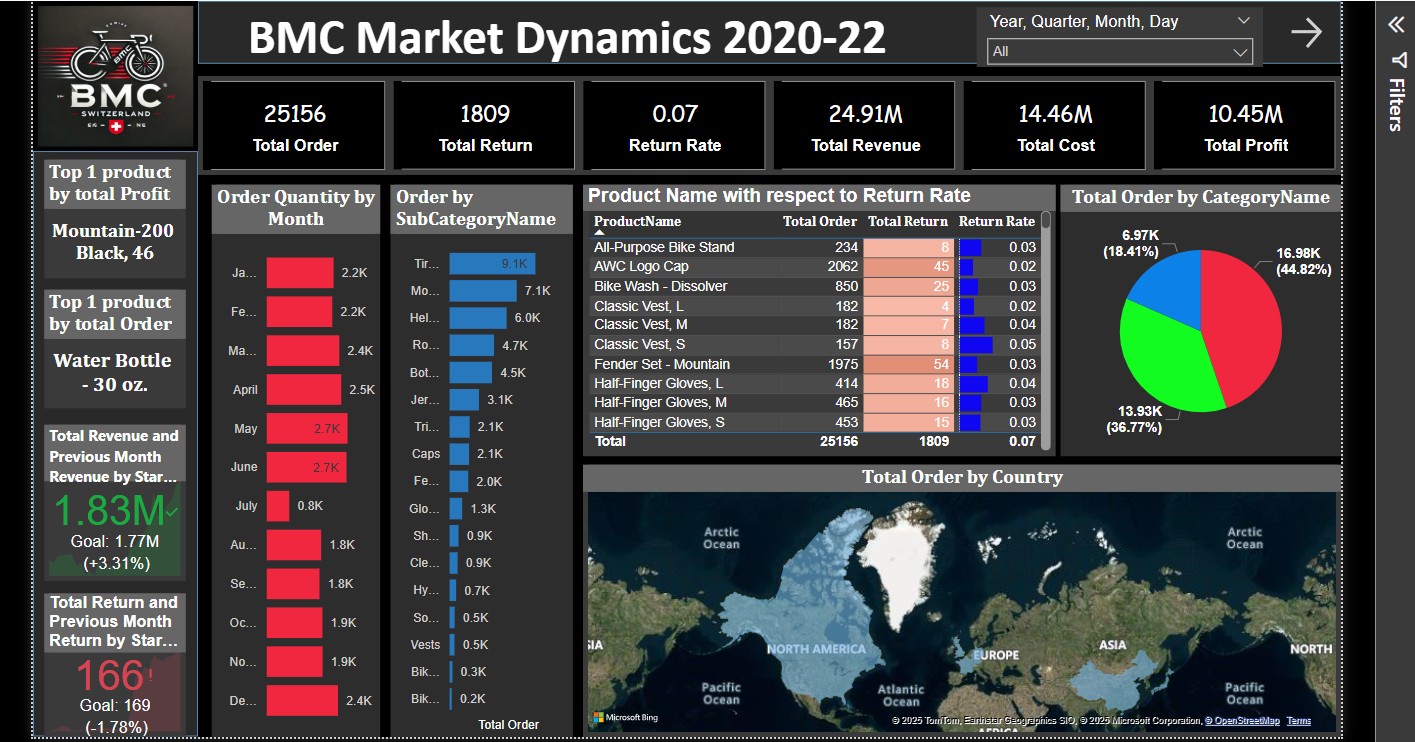 BMC
SWITZERLAND
BMC Market Dynamics 2020-22
Year, Quarter, Month, Day
All
Filters
25156
Total Order
1809
Total Return
0.07
Return Rate
24.91M
Total Revenue
14.46M
Total Cost
10.45M
Total Profit
Top 1 product
by total Profit
Mountain-200
Black, 46
Top 1 product
by total Order
Water Bottle
- 30 oz.
Total Revenue and
Previous Month
Revenue by Star...
1.83M
Goal: 1.77M
(+3.31%)
Total Return and
Previous Month
Return by Star...
166!
Goal: 169
(-1.78%)
Order Quantity by
Month
Ja... 2.2K
Fe... 2.2K
Ma... 2.4K
April 2.5K
May 2.7K
June 2.7K
July 0.8K
Au... 1.8K
Se... 1.8K
Oc... 1.9K
No... 1.9K
De... 2.4K
Order by
SubCategoryName
Tir... 9.1K
Mo... 7.1K
Hel... 6.0K
Ro... 4.7K
Bot... 4.5K
Jer... 3.1K
Tri... 2.1K
Caps 2.1K
Fe... 2.0K
Glo... 1.3K
Sh... 0.9K
Cle... 0.9K
Hy... 0.7K
So... 0.5K
Vests 0.5K
Bik... 0.3K
Bik... 0.2K
Total Order
Product Name with respect to Return Rate
ProductName Total Order Total Return Return Rate
All-Purpose Bike Stand 234 8 0.03
AWC Logo Cap 2062 45 0.02
Bike Wash - Dissolver 850 25 0.03
Classic Vest, L 182 4 0.02
Classic Vest, M 182 7 0.04
Classic Vest, S 157 8 0.05
Fender Set - Mountain 1975 54 0.03
Half-Finger Gloves, L 414 18 0.04
Half-Finger Gloves, M 465 16 0.03
Half-Finger Gloves, S 453 15 0.03
Total 25156 1809 0.07
Total Order by CategoryName
6.97K
(18.41%)
16.98K
(44.82%)
13.93K
(36.77%)
Total Order by Country
Arctic
Ocean
Arctic
Ocean
SIA
NORTH AMERICA
EUROPE
ASIA
NORTH
Pacific
Ocean
Atlantic
Ocean
Pacific
Ocean
AFRICA
Microsoft Bing
© 2025 TomTom, Earthstar Geographics SIO, © 2025 Microsoft Corporation, © OpenStreetMap Terms